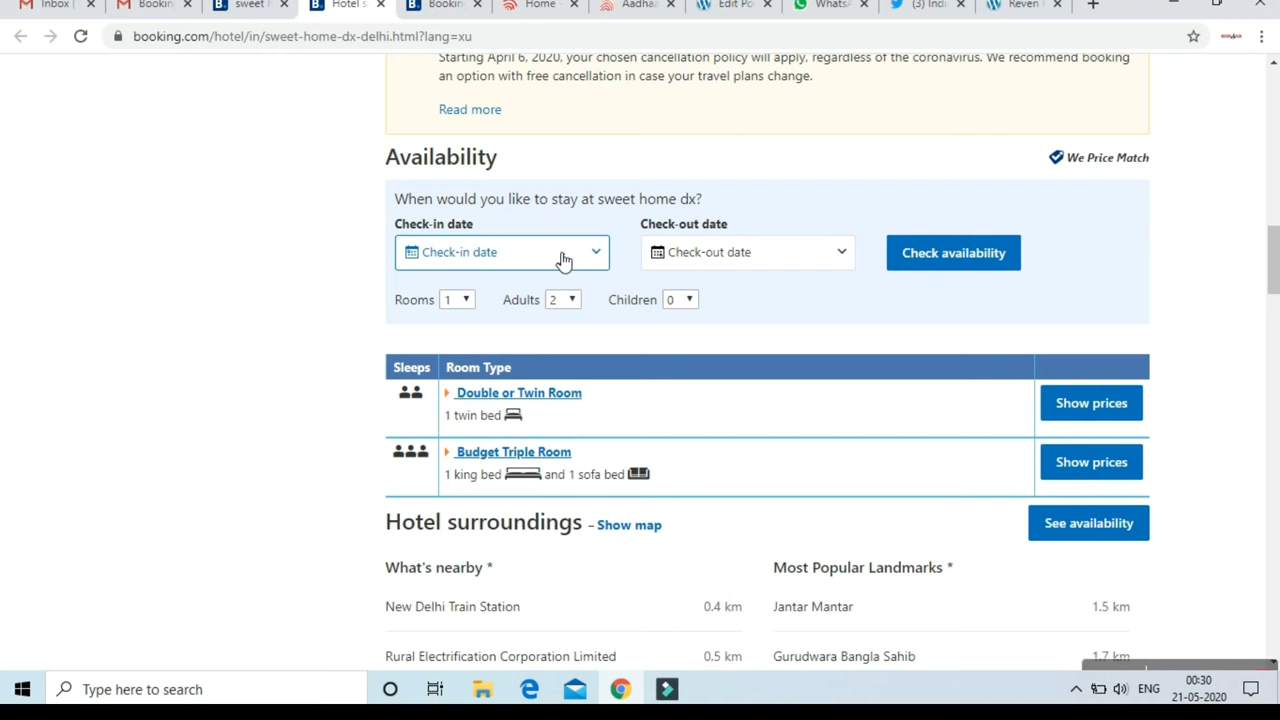 Inbox (
Bookin
sweet
Hotel s
Bookin
Home -
Aadha
Edit Po
WhatsA
(3) Indi
Reven
booking.com/hotel/in/sweet-home-dx-delhi.html?lang=xu
Starting April 6, 2020, your chosen cancellation policy will apply, regardless of the coronavirus. We recommend booking
an option with free cancellation in case your travel plans change.
Read more
Availability
We Price Match
When would you like to stay at sweet home dx?
Check-in date
Check-out date
Check-in date
Check-out date
Check availability
Rooms 1
Adults 2
Children 0
Sleeps
Room Type
Double or Twin Room
1 twin bed
Show prices
Budget Triple Room
1 king bed and 1 sofa bed
Show prices
Hotel surroundings – Show map
See availability
What's nearby *
Most Popular Landmarks *
New Delhi Train Station 0.4 km
Jantar Mantar 1.5 km
Rural Electrification Corporation Limited 0.5 km
Gurudwara Bangla Sahib 1.7 km
Type here to search
ENG
00:30
21-05-2020